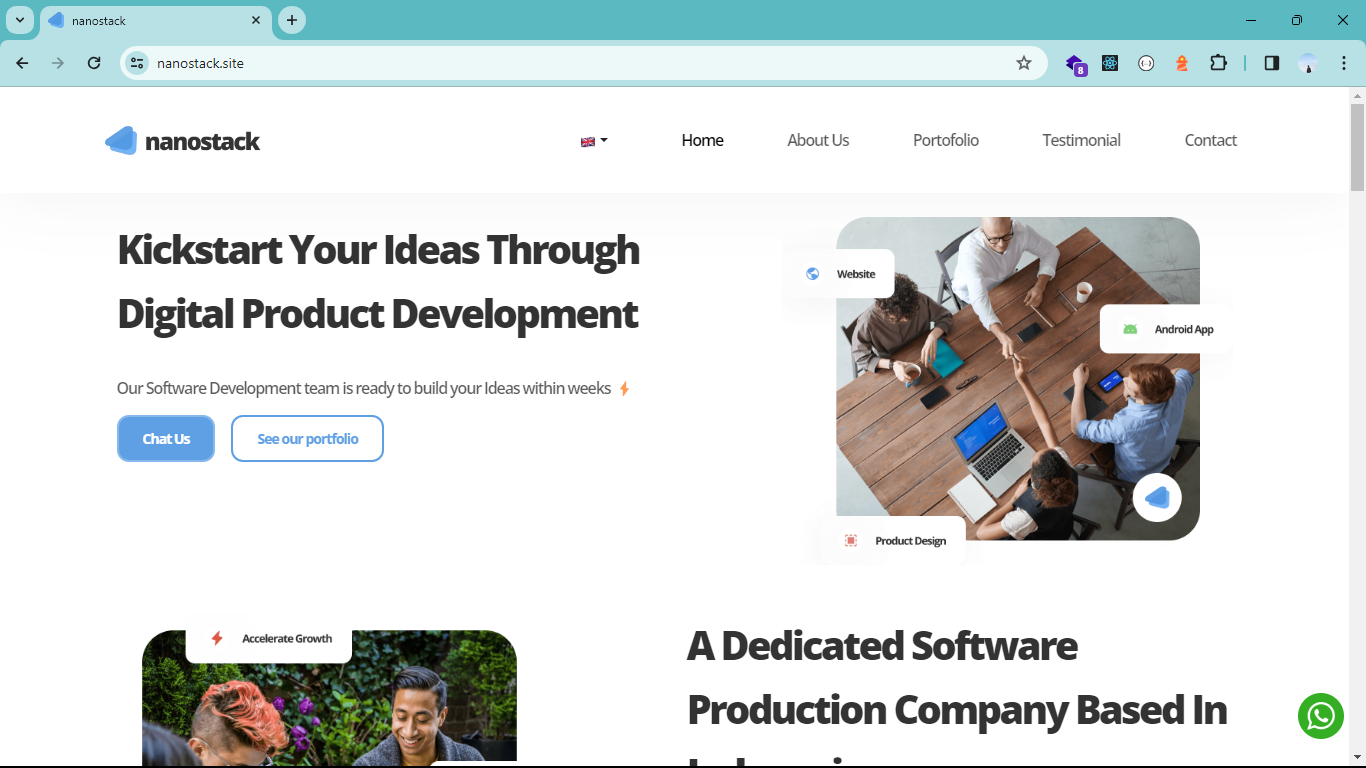 nanostack
nanostack.site
8
nanostack
Home
About Us
Portofolio
Testimonial
Contact
Kickstart Your Ideas Through
Digital Product Development
Our Software Development team is ready to build your Ideas within weeks
Chat Us
See our portfolio
Website
Android App
Product Design
Accelerate Growth
A Dedicated Software
Production Company Based In